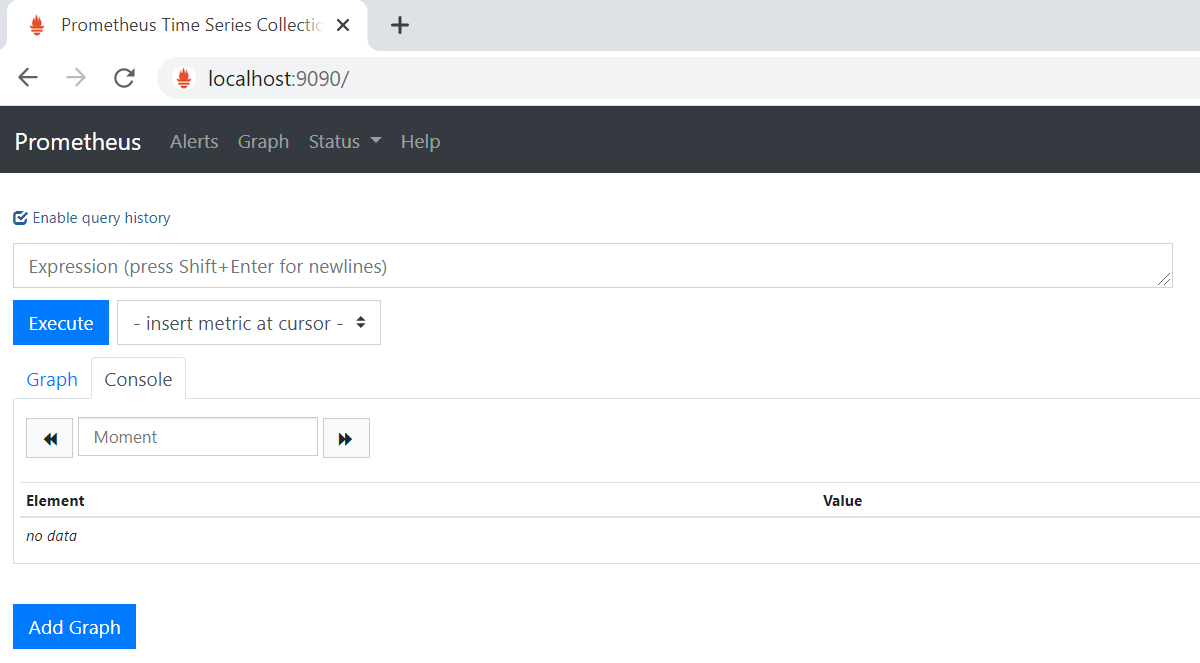 Prometheus Time Series Collectio
localhost:9090/
Prometheus Alerts Graph Status Help
Enable query history
Expression (press Shift+Enter for newlines)
Execute - insert metric at cursor -
Graph Console
Moment
Element Value
no data
Add Graph